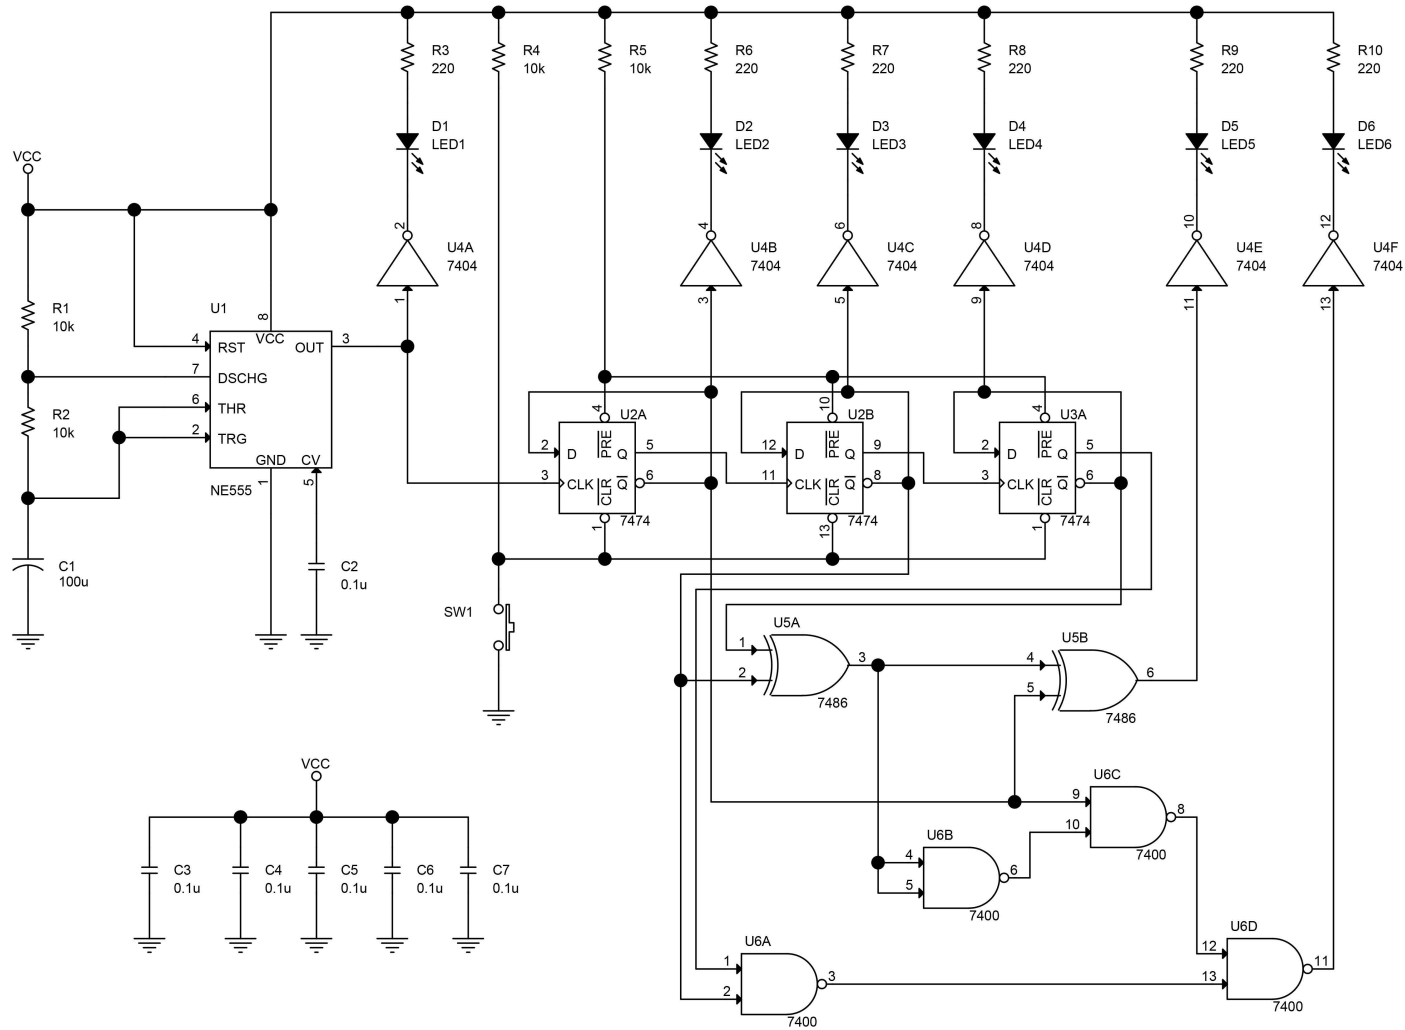 R3
220
R4
10k
R5
10k
R6
220
R7
220
R8
220
R9
220
R10
220
D1
LED1
D2
LED2
D3
LED3
D4
LED4
D5
LED5
D6
LED6
VCC
2
U4A
7404
1
4
U4B
7404
3
6
U4C
7404
5
8
U4D
7404
9
10
U4E
7404
11
12
U4F
7404
13
R1
10k
R2
10k
U1
8
VCC
4
RST
OUT
3
7
DSCHG
6
THR
2
TRG
GND
CV
1
5
NE555
C1
100u
C2
0.1u
4
U2A
2
D
PRE
Q
5
3
CLK
CLR
Q
6
1
7474
10
U2B
12
D
PRE
Q
9
11
CLK
CLR
Q
8
13
7474
4
U3A
2
D
PRE
Q
5
3
CLK
CLR
Q
6
1
7474
SW1
U5A
1
2
3
7486
U5B
4
5
6
7486
VCC
C3
0.1u
C4
0.1u
C5
0.1u
C6
0.1u
C7
0.1u
U6C
9
10
8
7400
U6B
4
5
6
7400
U6A
1
2
3
7400
U6D
12
13
11
7400